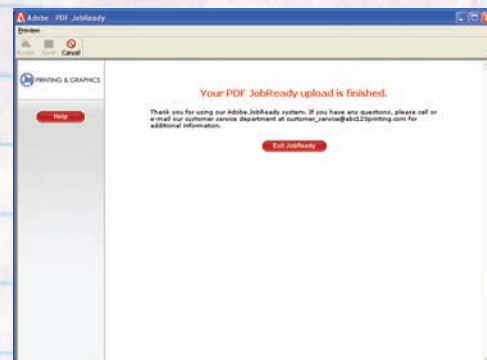 Adobe - PDF JobReady
Preview
Accept Save Cancel
PRINTING & GRAPHICS
Help
Your PDF JobReady upload is finished.
Thank you for using our Adobe JobReady system. If you have any questions, please call or
e-mail our customer service department at customer_service@abc123printing.com for
additional information.
Exit JobReady